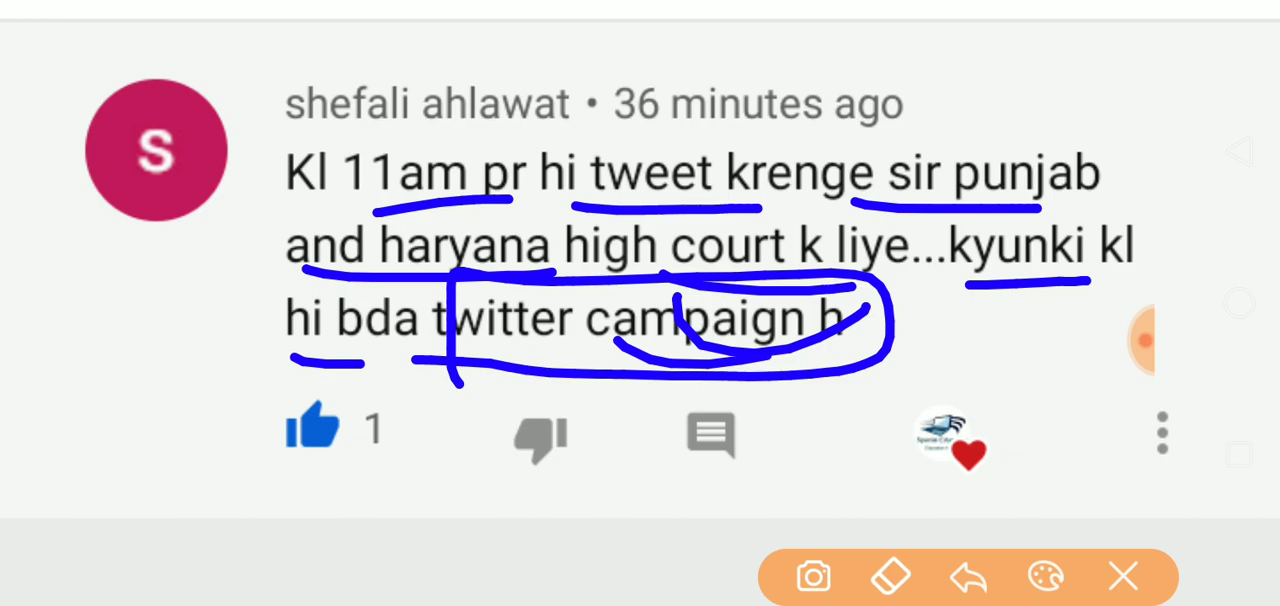 S
shefali ahlawat • 36 minutes ago
Kl 11am pr hi tweet krenge sir punjab
and haryana high court k liye...kyunki kl
hi bda twitter campaign h
1